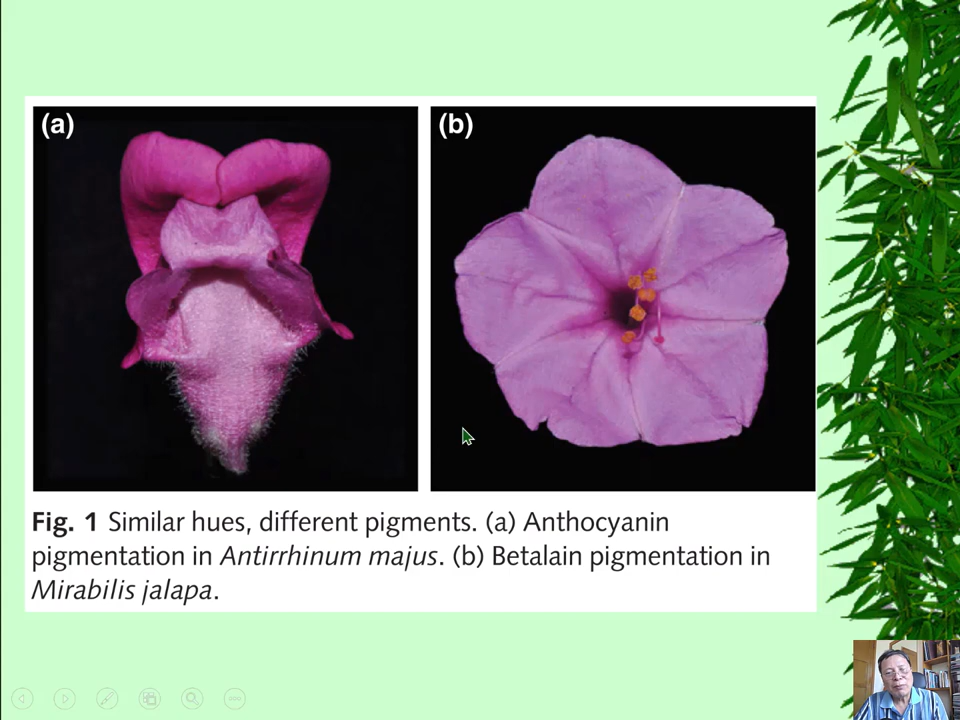 (a)
(b)
Fig. 1 Similar hues, different pigments. (a) Anthocyanin
pigmentation in Antirrhinum majus. (b) Betalain pigmentation in
Mirabilis jalapa.